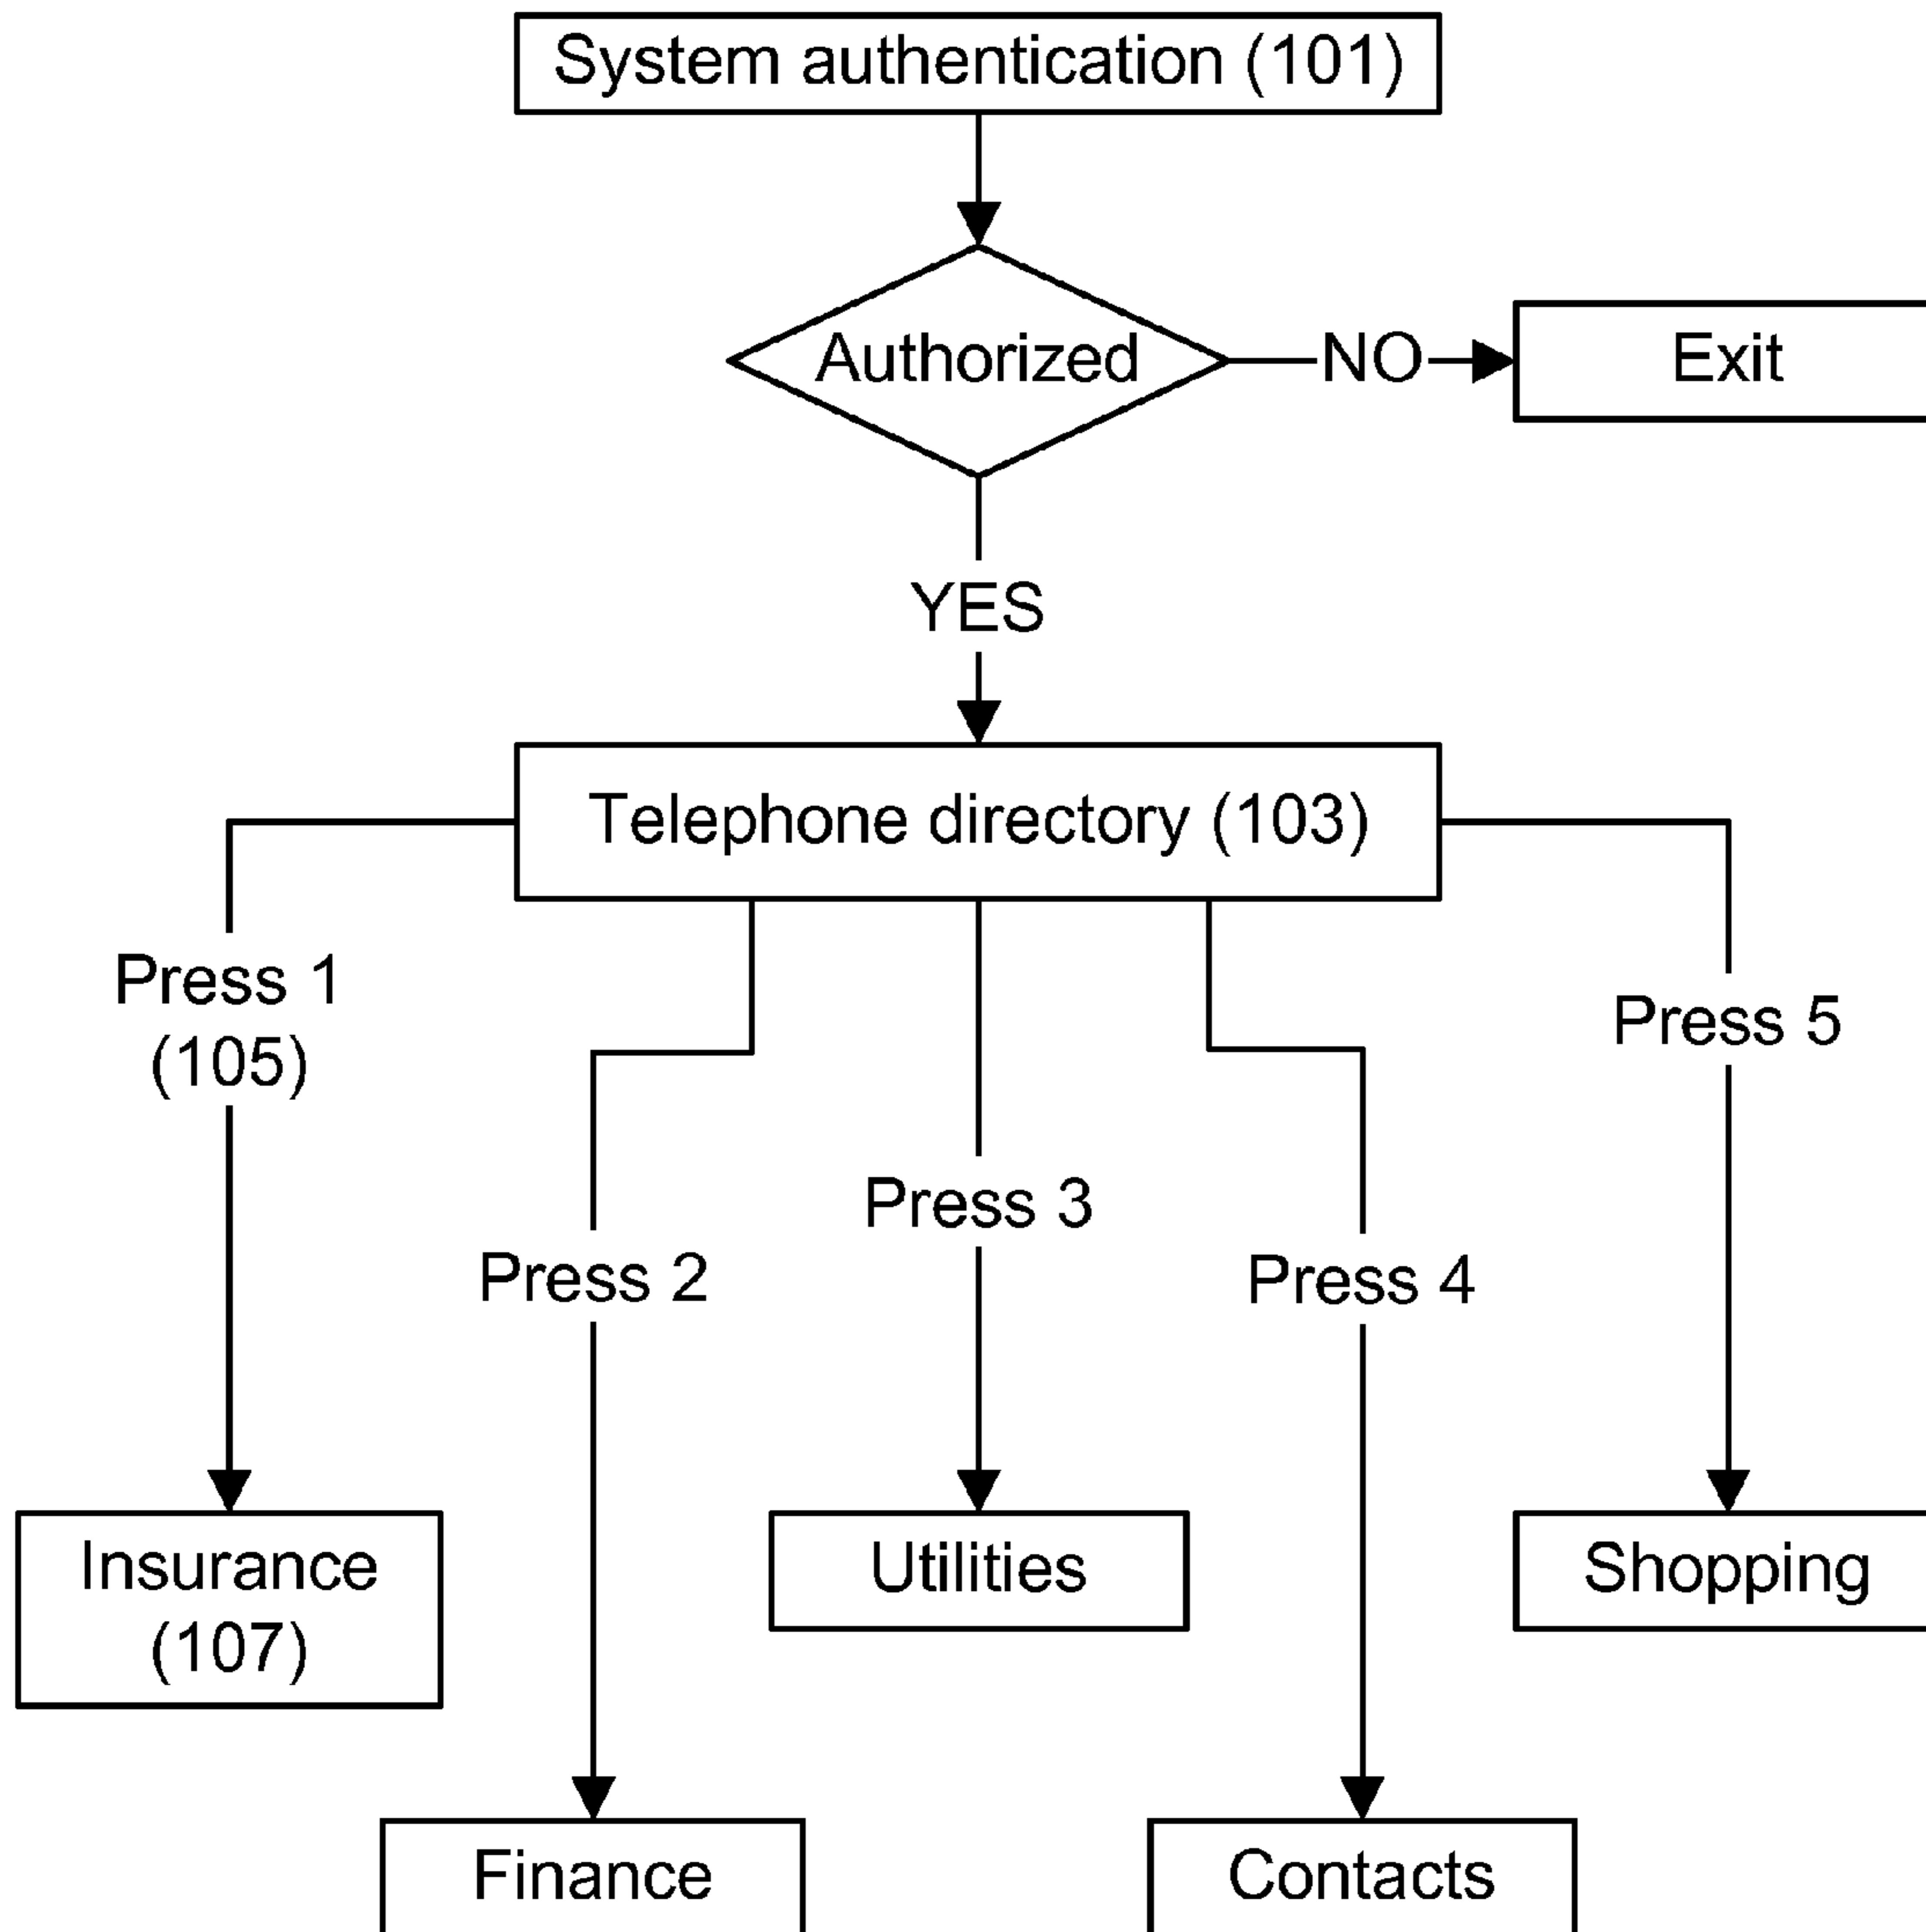 System authentication (101)
Authorized
NO
Exit
YES
Telephone directory (103)
Press 1
(105)
Press 5
Press 3
Press 2
Press 4
Insurance
(107)
Utilities
Shopping
Finance
Contacts